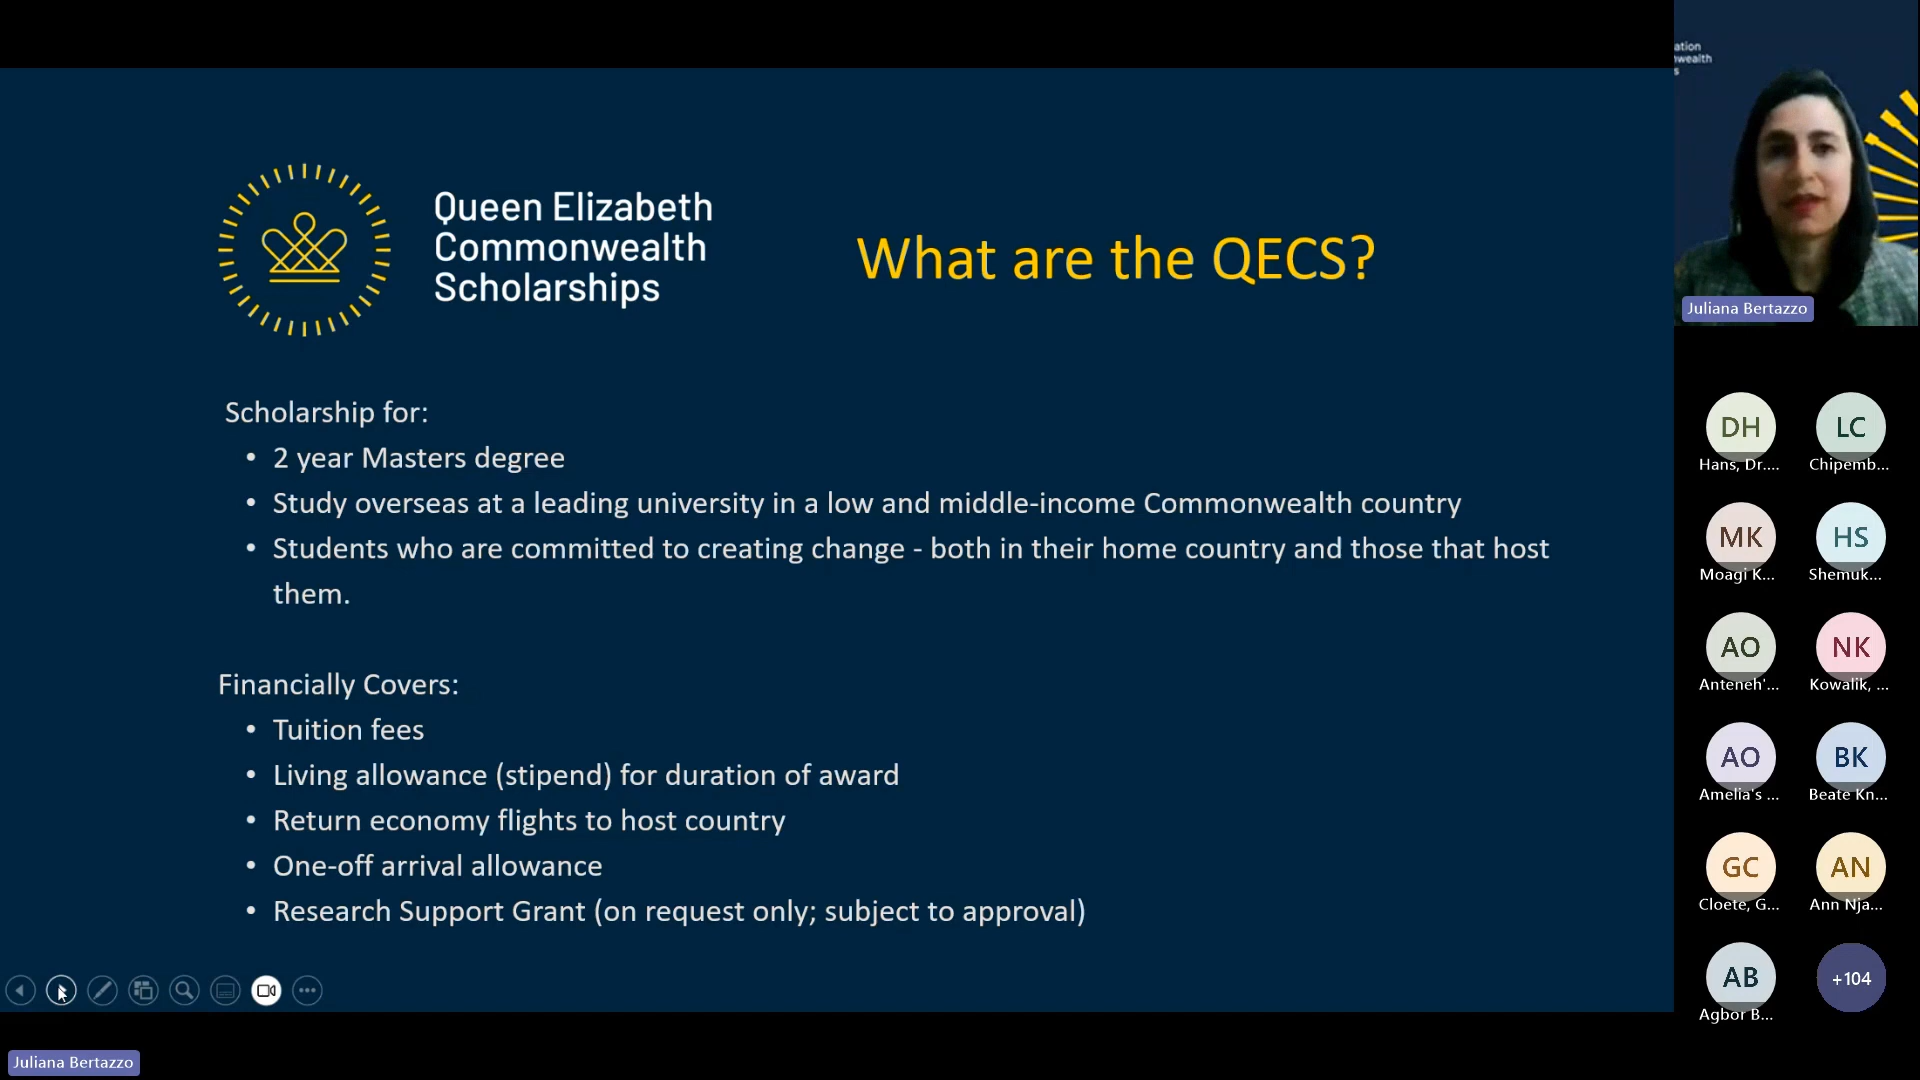 Queen Elizabeth
Commonwealth
Scholarships
What are the QECS?
Scholarship for:
• 2 year Masters degree
• Study overseas at a leading university in a low and middle-income Commonwealth country
• Students who are committed to creating change - both in their home country and those that host
them.
Financially Covers:
• Tuition fees
• Living allowance (stipend) for duration of award
• Return economy flights to host country
• One-off arrival allowance
• Research Support Grant (on request only; subject to approval)
ation
wealth
s
Juliana Bertazzo
DH
Hans, Dr....
LC
Chipemb...
MK
Moagi K...
HS
Shemuk...
AO
Anteneh'...
NK
Kowalik, ...
AO
Amelia's ...
BK
Beate Kn...
GC
Cloete, G...
AN
Ann Nja...
AB
Agbor B...
+104
Juliana Bertazzo